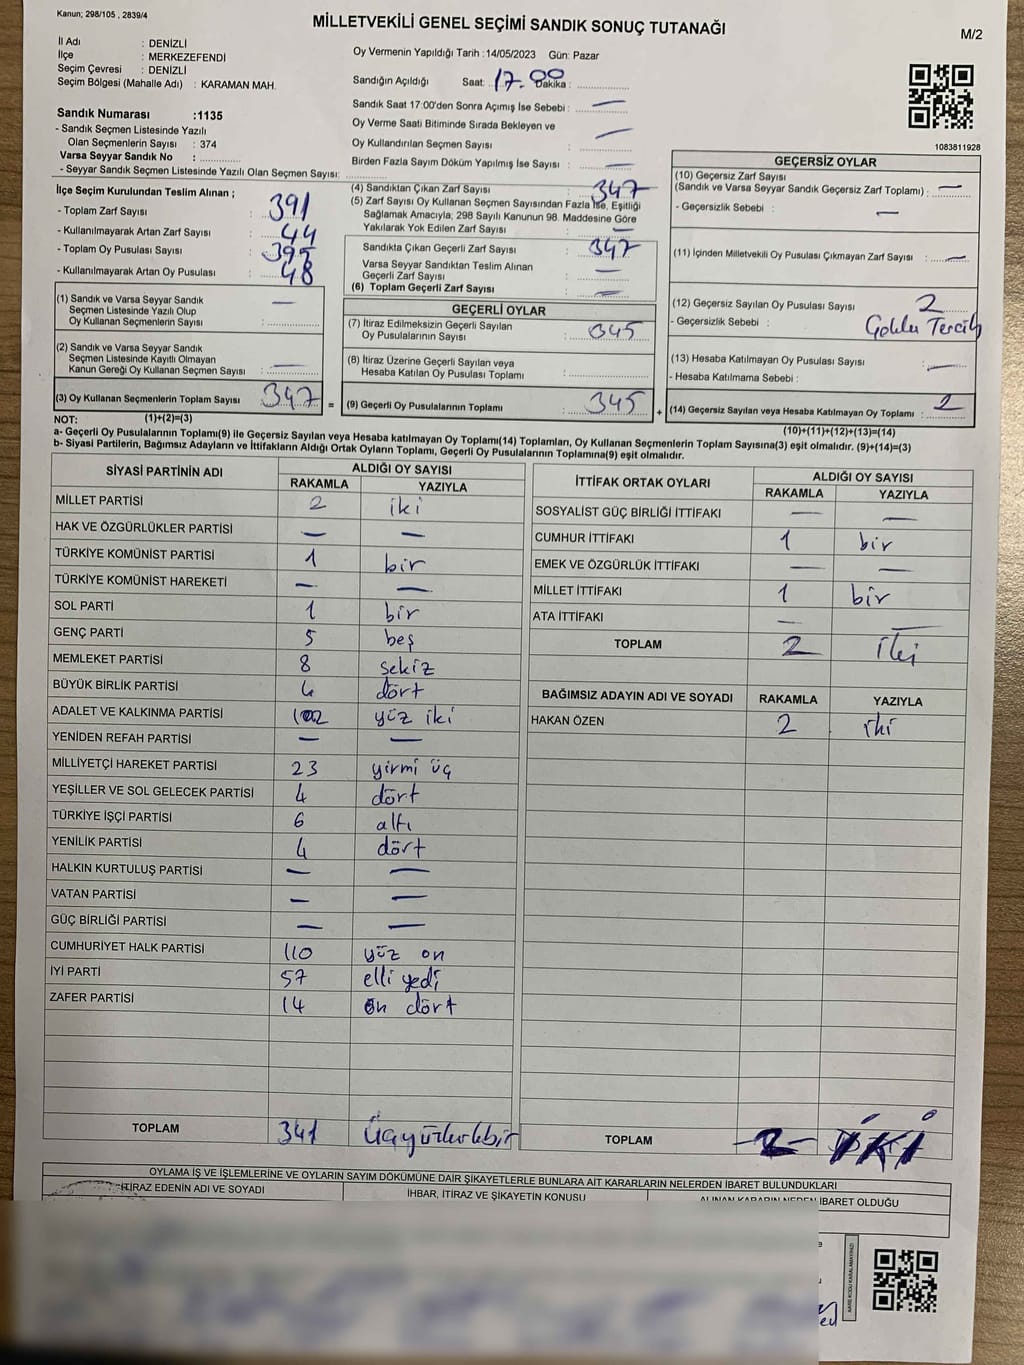 Kanun; 298/105 , 2839/4
MİLLETVEKİLİ GENEL SEÇİMİ SANDIK SONUÇ TUTANAĞI
M/2
İl Adı : DENİZLİ
İlçe : MERKEZEFENDİ
Seçim Çevresi : DENİZLİ
Seçim Bölgesi (Mahalle Adı) : KARAMAN MAH.
Oy Vermenin Yapıldığı Tarih :14/05/2023 Gün: Pazar
Sandığın Açıldığı Saat: 17.00 Dakika :
Sandık Saat 17:00'den Sonra Açımış İse Sebebi : —
Oy Verme Saati Bitiminde Sırada Bekleyen ve
Oy Kullandırılan Seçmen Sayısı : —
Birden Fazla Sayım Döküm Yapılmış İse Sayısı : —
Sandık Numarası :1135
- Sandık Seçmen Listesinde Yazılı
Olan Seçmenlerin Sayısı : 374
Varsa Seyyar Sandık No :
- Seyyar Sandık Seçmen Listesinde Yazılı Olan Seçmen Sayısı:
1083811928
İlçe Seçim Kurulundan Teslim Alınan ;
- Toplam Zarf Sayısı : 391
- Kullanılmayarak Artan Zarf Sayısı : 44
- Toplam Oy Pusulası Sayısı :
- Kullanılmayarak Artan Oy Pusulası : 48
(4) Sandıktan Çıkan Zarf Sayısı : 347
(5) Zarf Sayısı Oy Kullanan Seçmen Sayısından Fazla İse, Eşitliği
Sağlamak Amacıyla, 298 Sayılı Kanunun 98. Maddesine Göre
Yakılarak Yok Edilen Zarf Sayısı : —
Sandıkta Çıkan Geçerli Zarf Sayısı : 347
Varsa Seyyar Sandıktan Teslim Alınan
Geçerli Zarf Sayısı : —
(6) Toplam Geçerli Zarf Sayısı : —
GEÇERSİZ OYLAR
(10) Geçersiz Zarf Sayısı
(Sandık ve Varsa Seyyar Sandık Geçersiz Zarf Toplamı) : —
- Geçersizlik Sebebi : —
(11) İçinden Milletvekili Oy Pusulası Çıkmayan Zarf Sayısı : —
(12) Geçersiz Sayılan Oy Pusulası Sayısı : 2
- Geçersizlik Sebebi : Çoklu Tercih
(13) Hesaba Katılmayan Oy Pusulası Sayısı : —
- Hesaba Katılmama Sebebi :
(14) Geçersiz Sayılan veya Hesaba Katılmayan Oy Toplamı : 2
(10)+(11)+(12)+(13)=(14)
(1) Sandık ve Varsa Seyyar Sandık
Seçmen Listesinde Yazılı Olup
Oy Kullanan Seçmenlerin Sayısı : —
(2) Sandık ve Varsa Seyyar Sandık
Seçmen Listesinde Kayıtlı Olmayan
Kanun Gereği Oy Kullanan Seçmen Sayısı : —
(3) Oy Kullanan Seçmenlerin Toplam Sayısı 347 =
GEÇERLİ OYLAR
(7) İtiraz Edilmeksizin Geçerli Sayılan
Oy Pusulalarının Sayısı : 345
(8) İtiraz Üzerine Geçerli Sayılan veya
Hesaba Katılan Oy Pusulası Toplamı :
(9) Geçerli Oy Pusulalarının Toplamı : 345 +
NOT: (1)+(2)=(3)
a- Geçerli Oy Pusulalarının Toplamı(9) ile Geçersiz Sayılan veya Hesaba katılmayan Oy Toplamı(14) Toplamları, Oy Kullanan Seçmenlerin Toplam Sayısına(3) eşit olmalıdır. (9)+(14)=(3)
b- Siyasi Partilerin, Bağımsız Adayların ve İttifakların Aldığı Ortak Oyların Toplamı, Geçerli Oy Pusulalarının Toplamına(9) eşit olmalıdır.
SİYASİ PARTİNİN ADI ALDIĞI OY SAYISI
RAKAMLA YAZIYLA
MİLLET PARTİSİ 2 iki
HAK VE ÖZGÜRLÜKLER PARTİSİ — —
TÜRKİYE KOMÜNİST PARTİSİ 1 bir
TÜRKİYE KOMÜNİST HAREKETİ — —
SOL PARTİ 1 bir
GENÇ PARTİ 5 beş
MEMLEKET PARTİSİ 8 sekiz
BÜYÜK BİRLİK PARTİSİ 4 dört
ADALET VE KALKINMA PARTİSİ 102 yüz iki
YENİDEN REFAH PARTİSİ — —
MİLLİYETÇİ HAREKET PARTİSİ 23 yirmi üç
YEŞİLLER VE SOL GELECEK PARTİSİ 4 dört
TÜRKİYE İŞÇİ PARTİSİ 6 altı
YENİLİK PARTİSİ 4 dört
HALKIN KURTULUŞ PARTİSİ — —
VATAN PARTİSİ — —
GÜÇ BİRLİĞİ PARTİSİ — —
CUMHURİYET HALK PARTİSİ 110 yüz on
İYİ PARTİ 57 elli yedi
ZAFER PARTİSİ 14 on dört
TOPLAM 341 üçyüzkırkbir
İTTİFAK ORTAK OYLARI ALDIĞI OY SAYISI
RAKAMLA YAZIYLA
SOSYALİST GÜÇ BİRLİĞİ İTTİFAKI — —
CUMHUR İTTİFAKI 1 bir
EMEK VE ÖZGÜRLÜK İTTİFAKI — —
MİLLET İTTİFAKI 1 bir
ATA İTTİFAKI — —
TOPLAM 2 iki
BAĞIMSIZ ADAYIN ADI VE SOYADI RAKAMLA YAZIYLA
HAKAN ÖZEN 2 iki
TOPLAM -2- İKİ
OYLAMA İŞ VE İŞLEMLERİNE VE OYLARIN SAYIM DÖKÜMÜNE DAİR ŞİKAYETLERLE BUNLARA AİT KARARLARIN NELERDEN İBARET BULUNDUKLARI
İTİRAZ EDENİN ADI VE SOYADI
İHBAR, İTİRAZ VE ŞİKAYETİN KONUSU
ALINAN KARARIN NEDEN İBARET OLDUĞU
KARE KODU KARALAMAYINIZ!